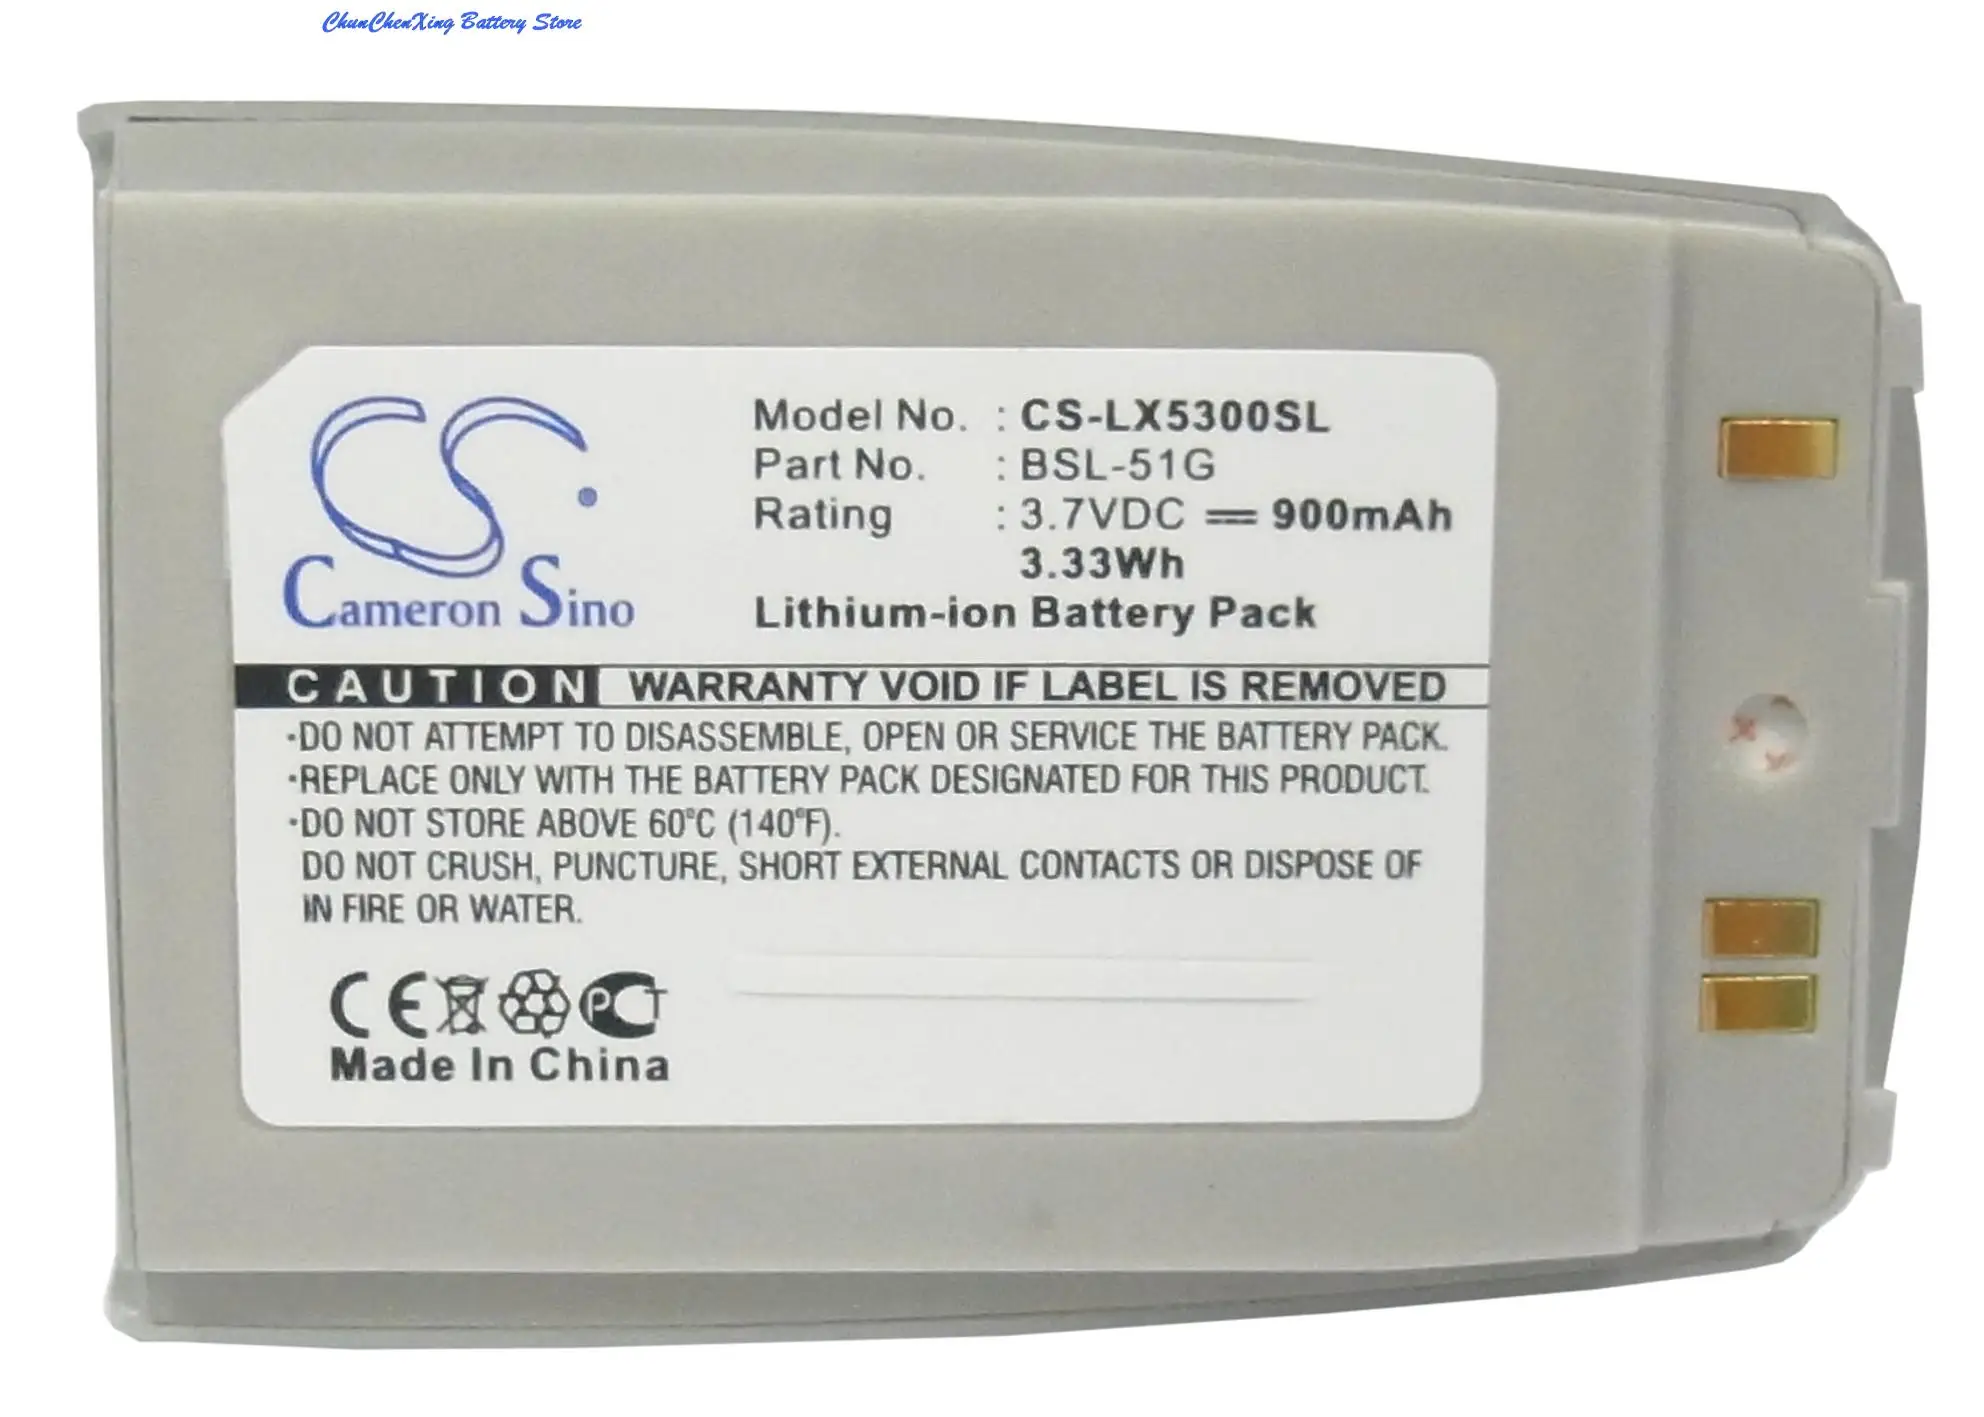 ChunChenXing Battery Store
CS.
Cameron Sino
Model No. : CS-LX5300SL
Part No. : BSL-51G
Rating : 3.7VDC ⎓ 900mAh
3.33Wh
Lithium-ion Battery Pack
CAUTION WARRANTY VOID IF LABEL IS REMOVED
·DO NOT ATTEMPT TO DISASSEMBLE, OPEN OR SERVICE THE BATTERY PACK.
·REPLACE ONLY WITH THE BATTERY PACK DESIGNATED FOR THIS PRODUCT.
·DO NOT STORE ABOVE 60°C (140°F).
DO NOT CRUSH, PUNCTURE, SHORT EXTERNAL CONTACTS OR DISPOSE OF
IN FIRE OR WATER.
CE PCT
Made In China